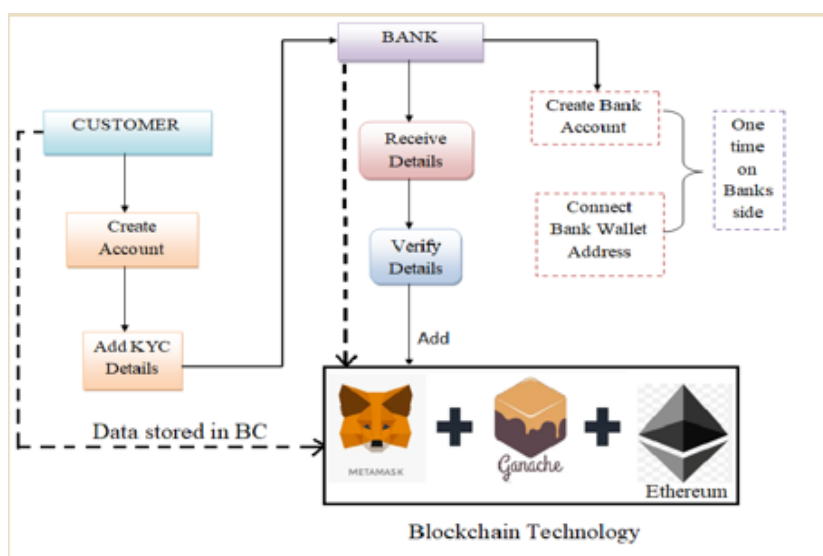 BANK
CUSTOMER
Create Bank
Account
One
time
on
Banks
side
Receive
Details
Connect
Bank Wallet
Address
Create
Account
Verify
Details
Add
Add KYC
Details
Data stored in BC
METAMASK
Ganache
Ethereum
Blockchain Technology